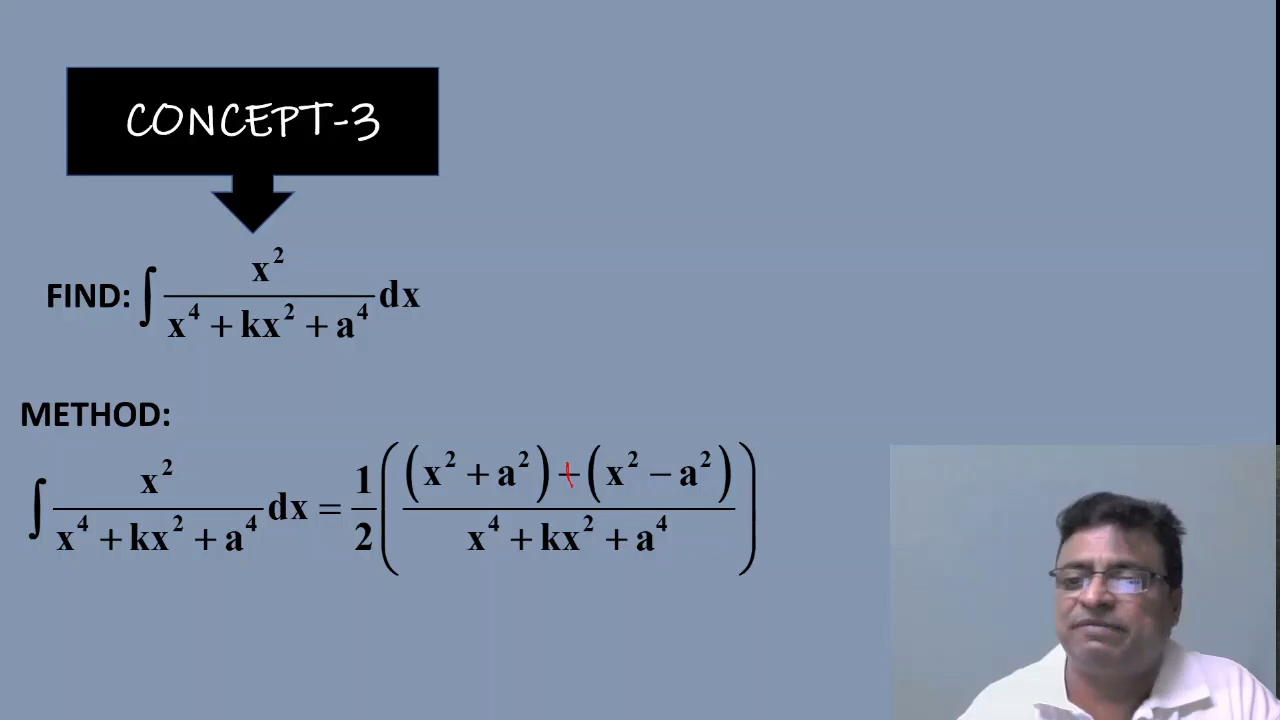 CONCEPT-3
FIND: ∫ x² / (x⁴ + kx² + a⁴) dx
METHOD:
∫ x² / (x⁴ + kx² + a⁴) dx = 1/2 ( ((x² + a²) + (x² − a²)) / (x⁴ + kx² + a⁴) )